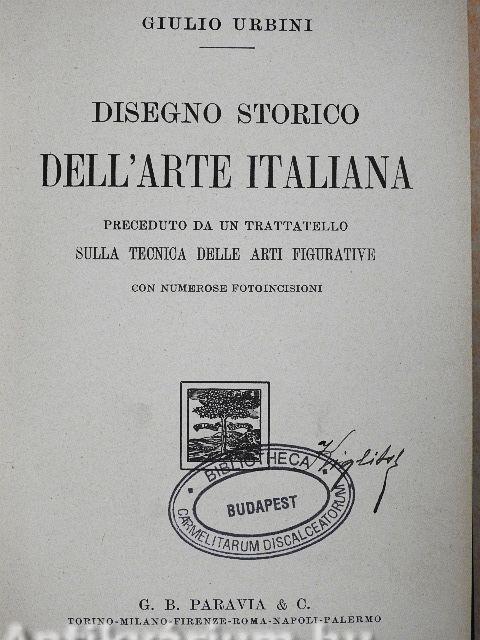 GIULIO URBINI
DISEGNO STORICO
DELL'ARTE ITALIANA
PRECEDUTO DA UN TRATTATELLO
SULLA TECNICA DELLE ARTI FIGURATIVE
CON NUMEROSE FOTOINCISIONI
BIBLIOTHECA
BUDAPEST
CARMELITARUM DISCALCEATORUM
G. B. PARAVIA & C.
TORINO-MILANO-FIRENZE-ROMA-NAPOLI-PALERMO